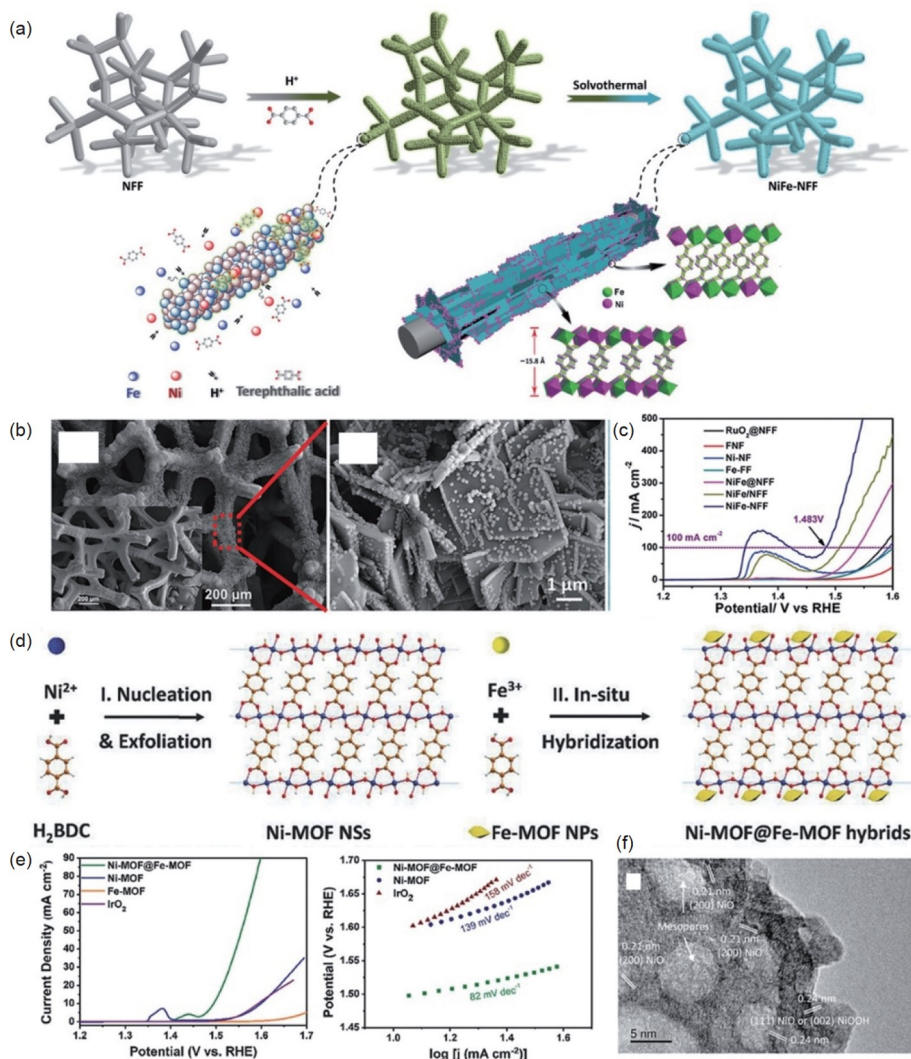 (a)
H⁺
Solvothermal
NFF
NiFe-NFF
Fe
Ni
~15.8 Å
Fe
Ni
H⁺
Terephthalic acid
(b)
200 μm
200 μm
1 μm
(c)
500
400
300
200
100
0
j / mA cm⁻²
RuO₂@NFF
FNF
Ni-NF
Fe-FF
NiFe@NFF
NiFe/NFF
NiFe-NFF
1.483V
100 mA cm⁻²
1.2 1.3 1.4 1.5 1.6
Potential/ V vs RHE
(d)
Ni²⁺
+
H₂BDC
I. Nucleation
& Exfoliation
Ni-MOF NSs
Fe³⁺
+
II. In-situ
Hybridization
Fe-MOF NPs
Ni-MOF@Fe-MOF hybrids
(e)
90
80
70
60
50
40
30
20
10
0
Current Density (mA cm⁻²)
Ni-MOF@Fe-MOF
Ni-MOF
Fe-MOF
IrO₂
1.2 1.3 1.4 1.5 1.6 1.7
Potential (V vs. RHE)
1.70
1.65
1.60
1.55
1.50
1.45
Potential (V vs. RHE)
Ni-MOF@Fe-MOF
Ni-MOF
IrO₂
158 mV dec⁻¹
139 mV dec⁻¹
82 mV dec⁻¹
1.0 1.2 1.4 1.6
log [j (mA cm⁻²)]
(f)
0.21 nm
(200) NiO
Mesopores
0.21 nm
(200) NiO
0.21 nm
(200) NiO
0.24 nm
(111) NiO or (002) NiOOH
0.24 nm
5 nm